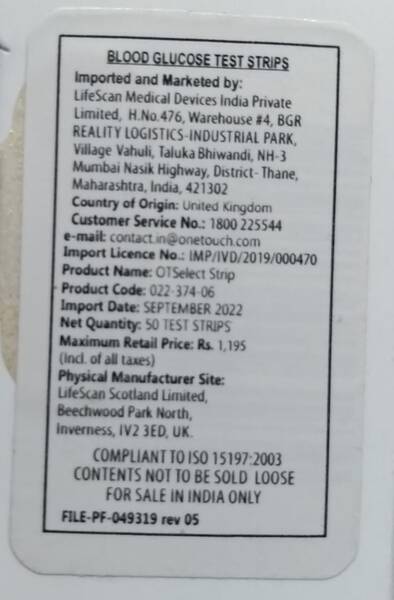 BLOOD GLUCOSE TEST STRIPS
Imported and Marketed by:
LifeScan Medical Devices India Private
Limited, H.No.476, Warehouse #4, BGR
REALITY LOGISTICS-INDUSTRIAL PARK,
Village Vahuli, Taluka Bhiwandi, NH-3
Mumbai Nasik Highway, District- Thane,
Maharashtra, India, 421302
Country of Origin: United Kingdom
Customer Service No.: 1800 225544
e-mail: contact.in@onetouch.com
Import Licence No.: IMP/IVD/2019/000470
Product Name: OTSelect Strip
Product Code: 022-374-06
Import Date: SEPTEMBER 2022
Net Quantity: 50 TEST STRIPS
Maximum Retail Price: Rs. 1,195
(Incl. of all taxes)
Physical Manufacturer Site:
LifeScan Scotland Limited,
Beechwood Park North,
Inverness, IV2 3ED, UK.
COMPLIANT TO ISO 15197:2003
CONTENTS NOT TO BE SOLD LOOSE
FOR SALE IN INDIA ONLY
FILE-PF-049319 rev 05